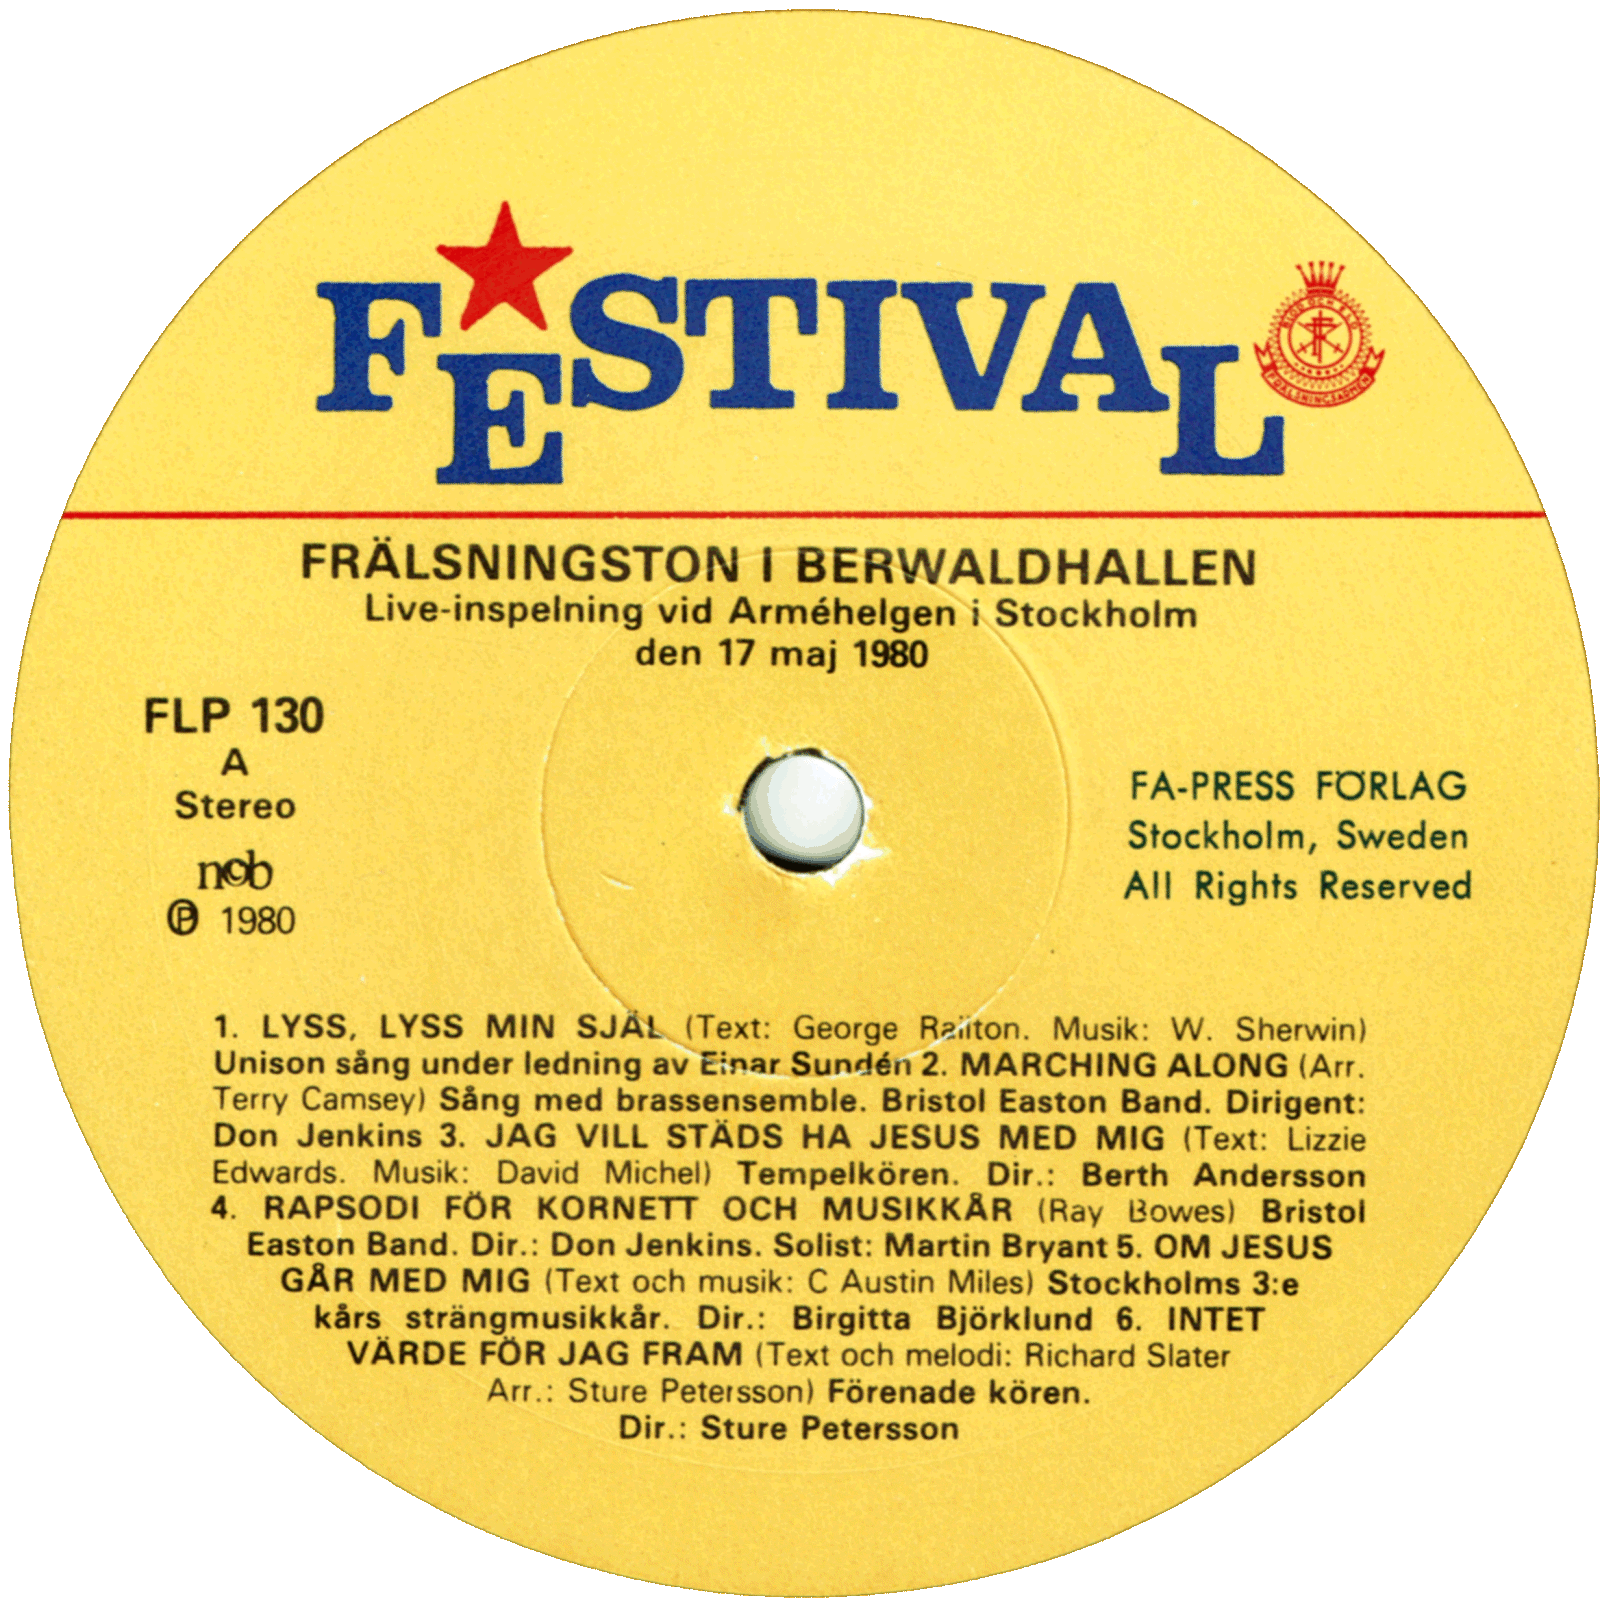 FESTIVAL
BLOD OCH ELD
FRÄLSNINGSARMÉN
FRÄLSNINGSTON I BERWALDHALLEN
Live-inspelning vid Arméhelgen i Stockholm
den 17 maj 1980
FLP 130
A
Stereo
ncb
Ⓟ 1980
FA-PRESS FÖRLAG
Stockholm, Sweden
All Rights Reserved
1. LYSS, LYSS MIN SJÄL (Text: George Railton. Musik: W. Sherwin)
Unison sång under ledning av Einar Sundén 2. MARCHING ALONG (Arr.
Terry Camsey) Sång med brassensemble. Bristol Easton Band. Dirigent:
Don Jenkins 3. JAG VILL STÄDS HA JESUS MED MIG (Text: Lizzie
Edwards. Musik: David Michel) Tempelkören. Dir.: Berth Andersson
4. RAPSODI FÖR KORNETT OCH MUSIKKÅR (Ray Bowes) Bristol
Easton Band. Dir.: Don Jenkins. Solist: Martin Bryant 5. OM JESUS
GÅR MED MIG (Text och musik: C Austin Miles) Stockholms 3:e
kårs strängmusikkår. Dir.: Birgitta Björklund 6. INTET
VÄRDE FÖR JAG FRAM (Text och melodi: Richard Slater
Arr.: Sture Petersson) Förenade kören.
Dir.: Sture Petersson